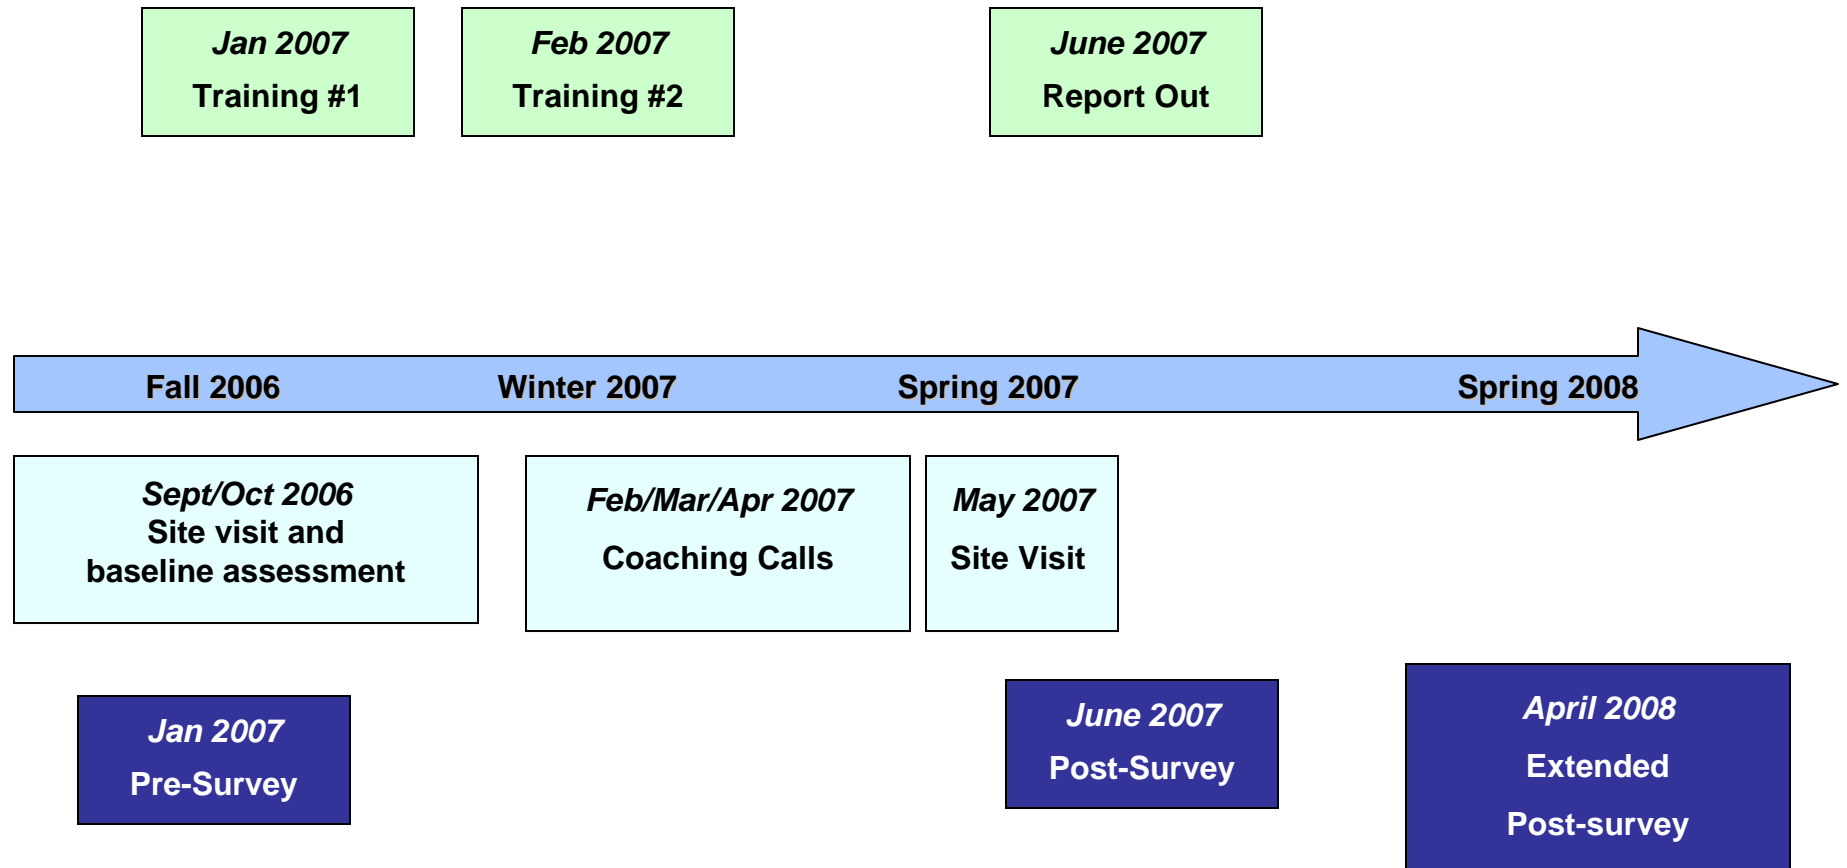 Jan 2007
Training #1
Feb 2007
Training #2
June 2007
Report Out
Fall 2006
Winter 2007
Spring 2007
Spring 2008
Sept/Oct 2006
Site visit and
baseline assessment
Feb/Mar/Apr 2007
Coaching Calls
May 2007
Site Visit
Jan 2007
Pre-Survey
June 2007
Post-Survey
April 2008
Extended
Post-survey